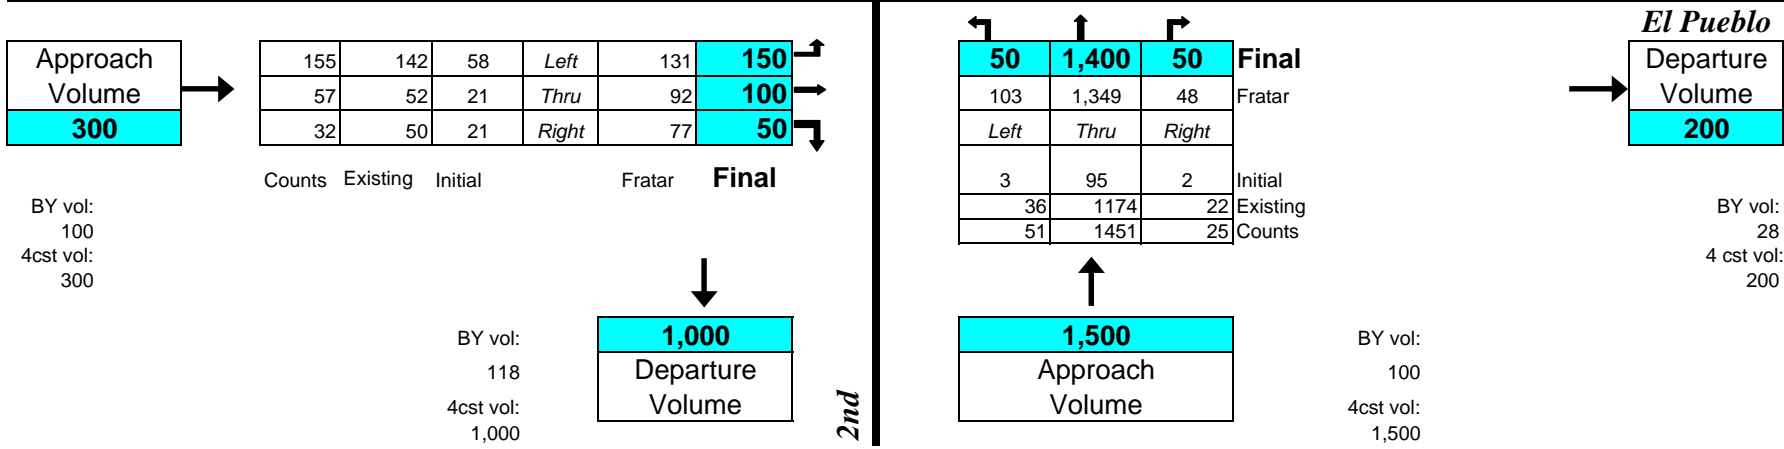 El Pueblo
Approach
Volume
300
155 142 58 Left 131 150
57 52 21 Thru 92 100
32 50 21 Right 77 50
Counts Existing Initial Fratar Final
BY vol:
100
4cst vol:
300
BY vol:
118
4cst vol:
1,000
1,000
Departure
Volume
2nd
50 1,400 50 Final
103 1,349 48 Fratar
Left Thru Right
3 95 2 Initial
36 1174 22 Existing
51 1451 25 Counts
1,500
Approach
Volume
BY vol:
100
4cst vol:
1,500
Departure
Volume
200
BY vol:
28
4 cst vol:
200